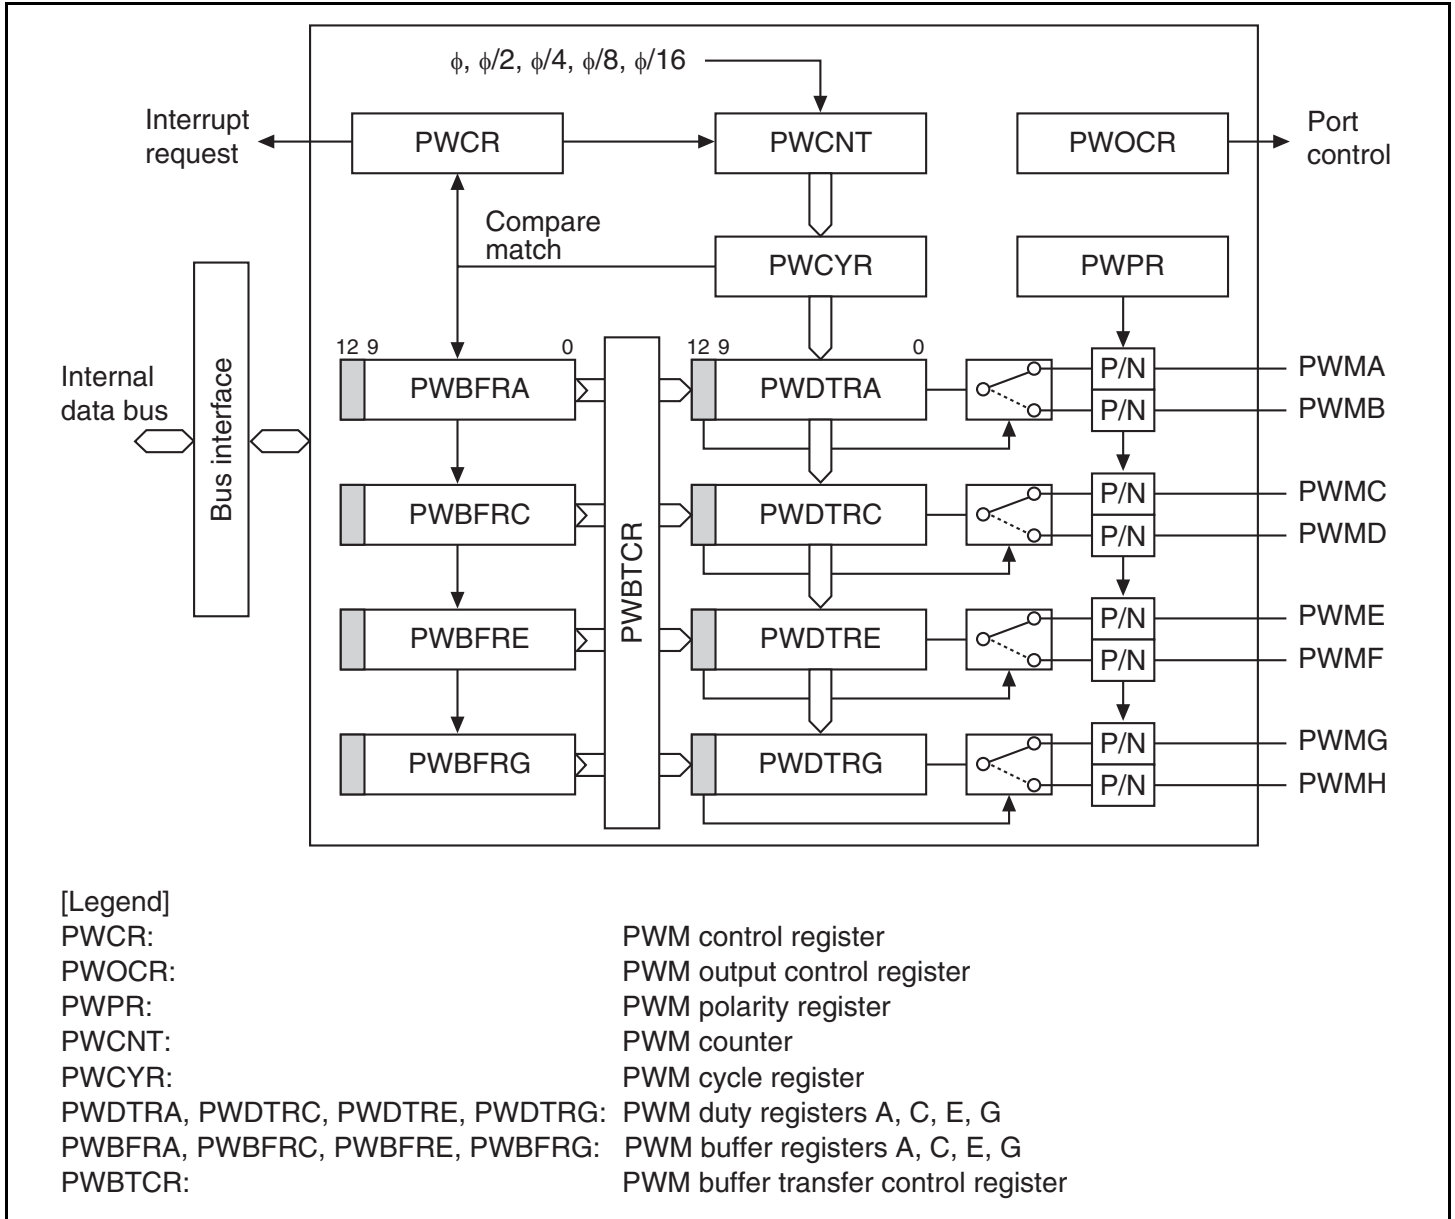 ϕ, ϕ/2, ϕ/4, ϕ/8, ϕ/16
Interrupt
request
PWCR
PWCNT
PWOCR
Port
control
Compare
match
PWCYR
PWPR
Internal
data bus
Bus interface
12 9 0
PWBFRA
PWBTCR
12 9 0
PWDTRA
P/N
PWMA
P/N
PWMB
PWBFRC
PWDTRC
P/N
PWMC
P/N
PWMD
PWBFRE
PWDTRE
P/N
PWME
P/N
PWMF
PWBFRG
PWDTRG
P/N
PWMG
P/N
PWMH
[Legend]
PWCR: PWM control register
PWOCR: PWM output control register
PWPR: PWM polarity register
PWCNT: PWM counter
PWCYR: PWM cycle register
PWDTRA, PWDTRC, PWDTRE, PWDTRG: PWM duty registers A, C, E, G
PWBFRA, PWBFRC, PWBFRE, PWBFRG: PWM buffer registers A, C, E, G
PWBTCR: PWM buffer transfer control register